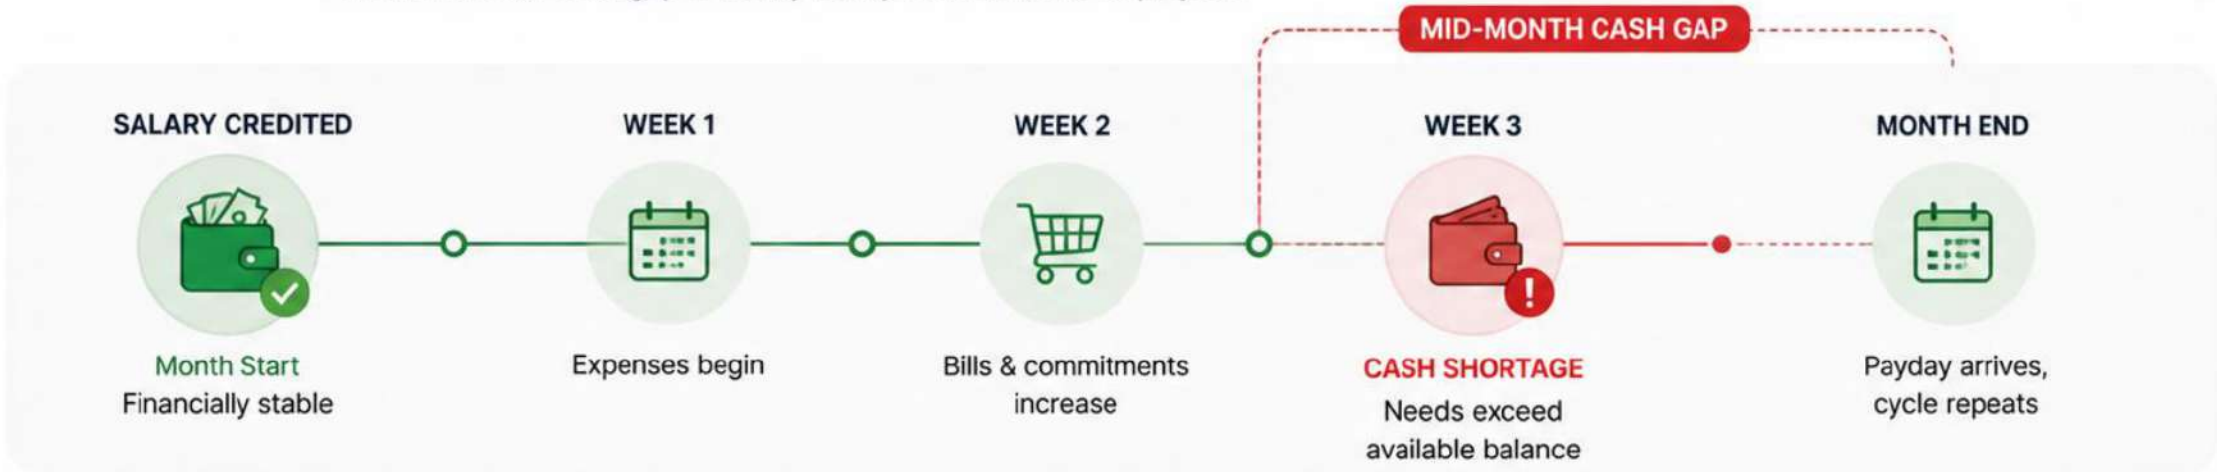 MID-MONTH CASH GAP
SALARY CREDITED
WEEK 1
WEEK 2
WEEK 3
MONTH END
Month Start
Financially stable
Expenses begin
Bills & commitments
increase
CASH SHORTAGE
Needs exceed
available balance
Payday arrives,
cycle repeats